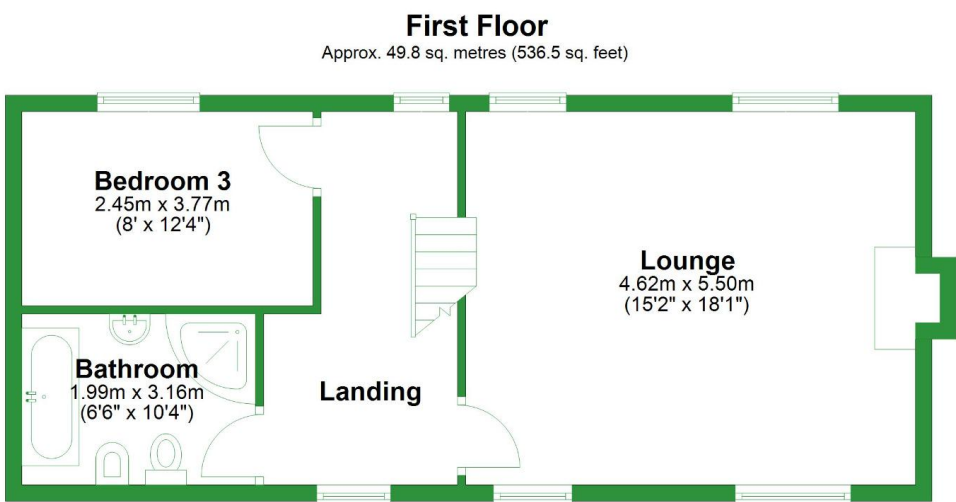 First Floor
Approx. 49.8 sq. metres (536.5 sq. feet)
Bedroom 3
2.45m x 3.77m
(8' x 12'4")
Lounge
4.62m x 5.50m
(15'2" x 18'1")
Bathroom
1.99m x 3.16m
(6'6" x 10'4")
Landing